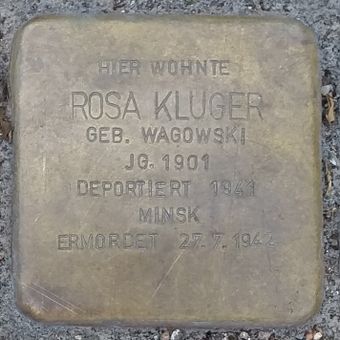 HIER WOHNTE
ROSA KLUGER
GEB. WAGOWSKI
JG. 1901
DEPORTIERT 1941
MINSK
ERMORDET 27.7.1942